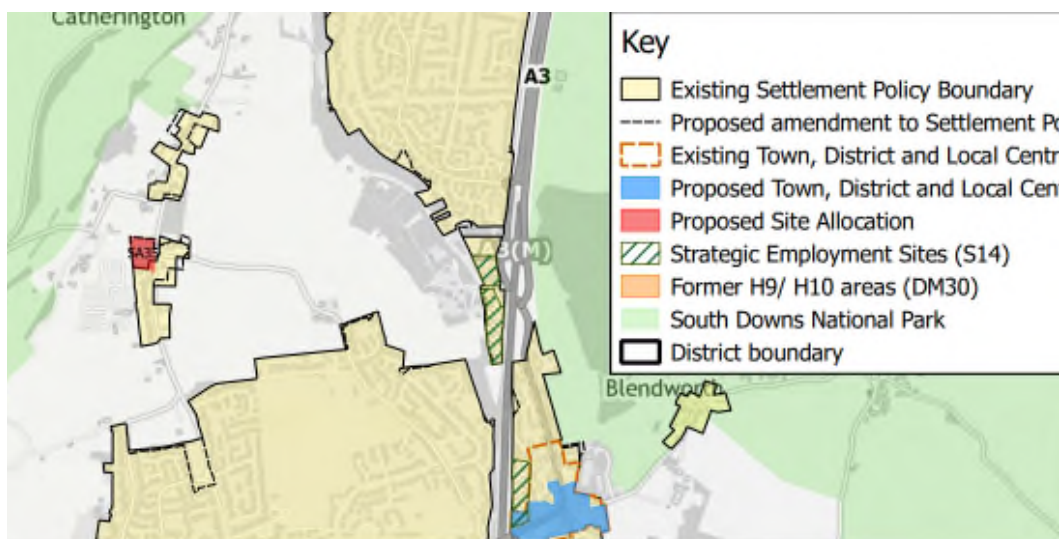 Catherington
A3
A3(M)
Blendworth
Key
Existing Settlement Policy Boundary
Proposed amendment to Settlement Po
Existing Town, District and Local Centr
Proposed Town, District and Local Cent
Proposed Site Allocation
Strategic Employment Sites (S14)
Former H9/ H10 areas (DM30)
South Downs National Park
District boundary